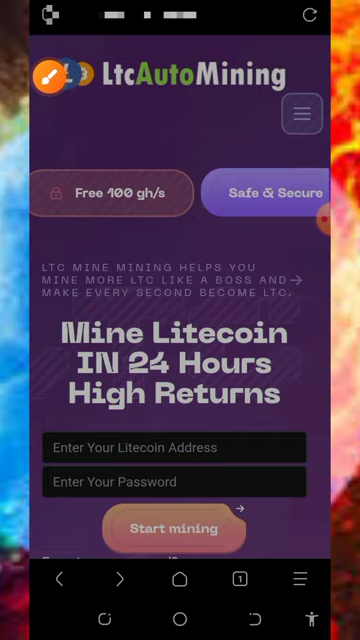 LtcAutoMining
Free 100 gh/s
Safe & Secure
LTC MINE MINING HELPS YOU
MINE MORE LTC LIKE A BOSS AND
MAKE EVERY SECOND BECOME LTC.
Mine Litecoin
IN 24 Hours
High Returns
Enter Your Litecoin Address
Enter Your Password
Start mining
1